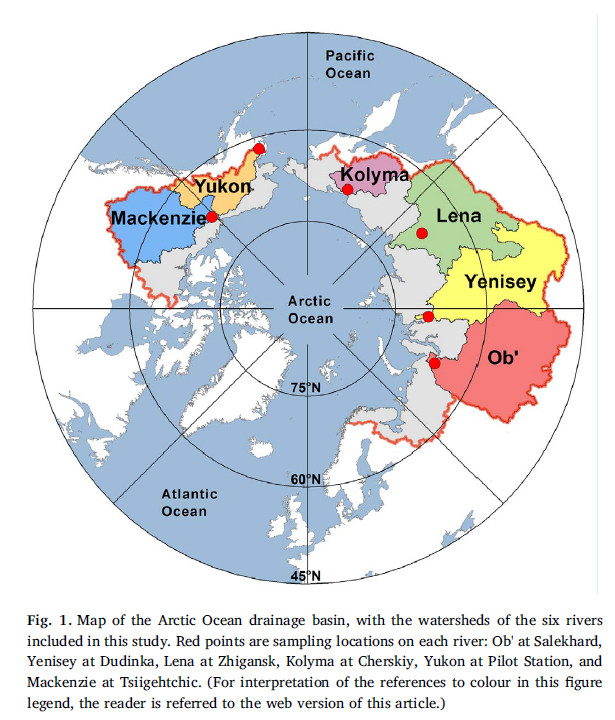 Pacific
Ocean
Kolyma
Yukon
Mackenzie
Lena
Yenisey
Arctic
Ocean
Ob'
75°N
60°N
Atlantic
Ocean
45°N
Fig. 1. Map of the Arctic Ocean drainage basin, with the watersheds of the six rivers
included in this study. Red points are sampling locations on each river: Ob' at Salekhard,
Yenisey at Dudinka, Lena at Zhigansk, Kolyma at Cherskiy, Yukon at Pilot Station, and
Mackenzie at Tsiigehtchic. (For interpretation of the references to colour in this figure
legend, the reader is referred to the web version of this article.)